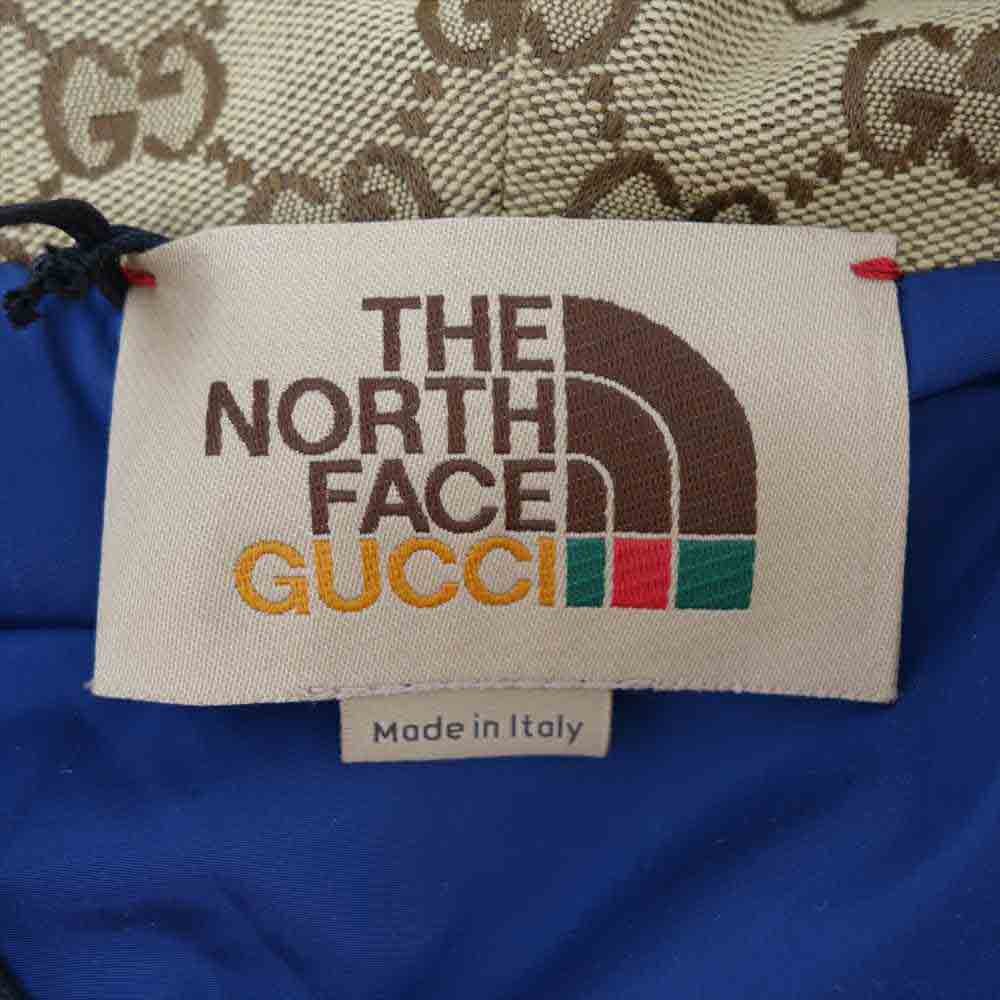 THE
NORTH
FACE
GUCCI
Made in Italy